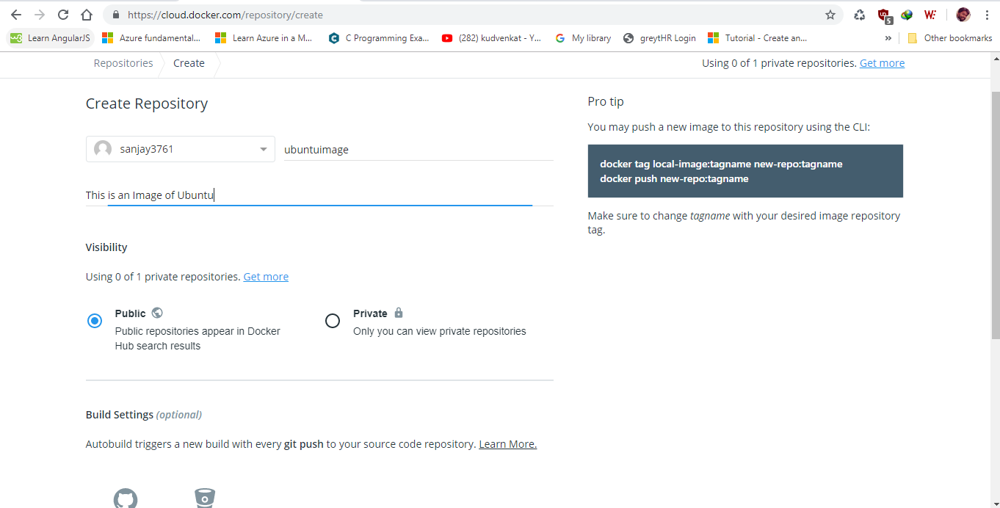 https://cloud.docker.com/repository/create
5
Learn AngularJS
Azure fundamental...
Learn Azure in a M...
C Programming Exa...
(282) kudvenkat - Y...
My library
greytHR Login
Tutorial - Create an...
»
Other bookmarks
Repositories
Create
Using 0 of 1 private repositories. Get more
Create Repository
sanjay3761
ubuntuimage
This is an Image of Ubuntu
Visibility
Using 0 of 1 private repositories. Get more
Public
Public repositories appear in Docker
Hub search results
Private
Only you can view private repositories
Build Settings (optional)
Autobuild triggers a new build with every git push to your source code repository. Learn More.
Pro tip
You may push a new image to this repository using the CLI:
docker tag local-image:tagname new-repo:tagname
docker push new-repo:tagname
Make sure to change tagname with your desired image repository
tag.